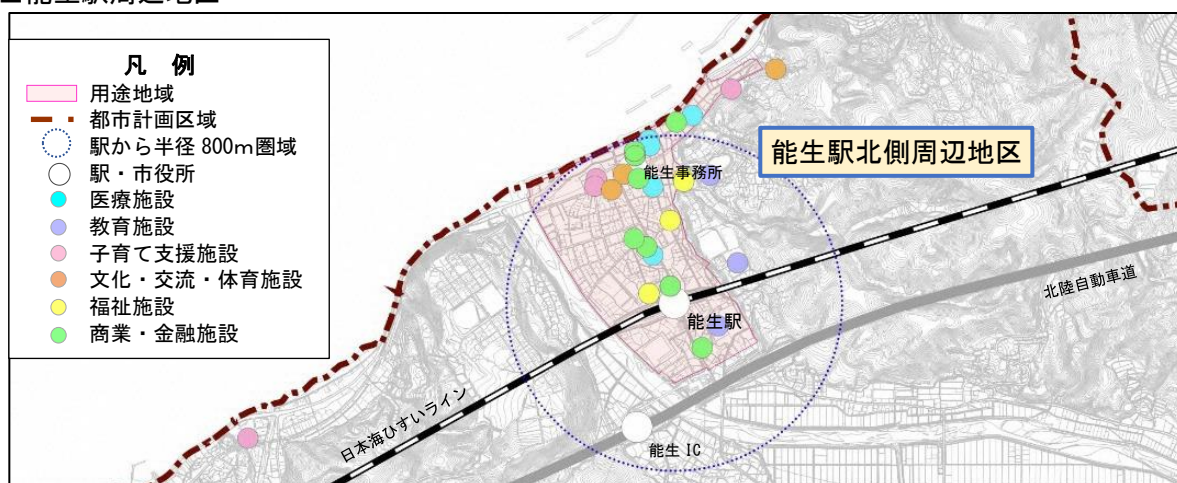 能生駅周辺地区
凡 例
用途地域
都市計画区域
駅から半径 800m圏域
駅・市役所
医療施設
教育施設
子育て支援施設
文化・交流・体育施設
福祉施設
商業・金融施設
能生駅北側周辺地区
能生事務所
北陸自動車道
能生駅
日本海ひすいライン
能生 IC